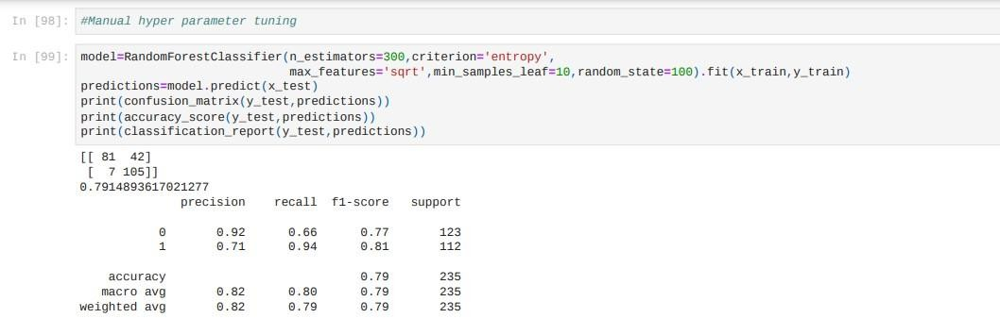 In [98]: #Manual hyper parameter tuning
In [99]: model=RandomForestClassifier(n_estimators=300,criterion='entropy',
max_features='sqrt',min_samples_leaf=10,random_state=100).fit(x_train,y_train)
predictions=model.predict(x_test)
print(confusion_matrix(y_test,predictions))
print(accuracy_score(y_test,predictions))
print(classification_report(y_test,predictions))
[[ 81  42]
[  7 105]]
0.7914893617021277
precision    recall  f1-score   support
0       0.92      0.66      0.77       123
1       0.71      0.94      0.81       112
accuracy                           0.79       235
macro avg       0.82      0.80      0.79       235
weighted avg       0.82      0.79      0.79       235